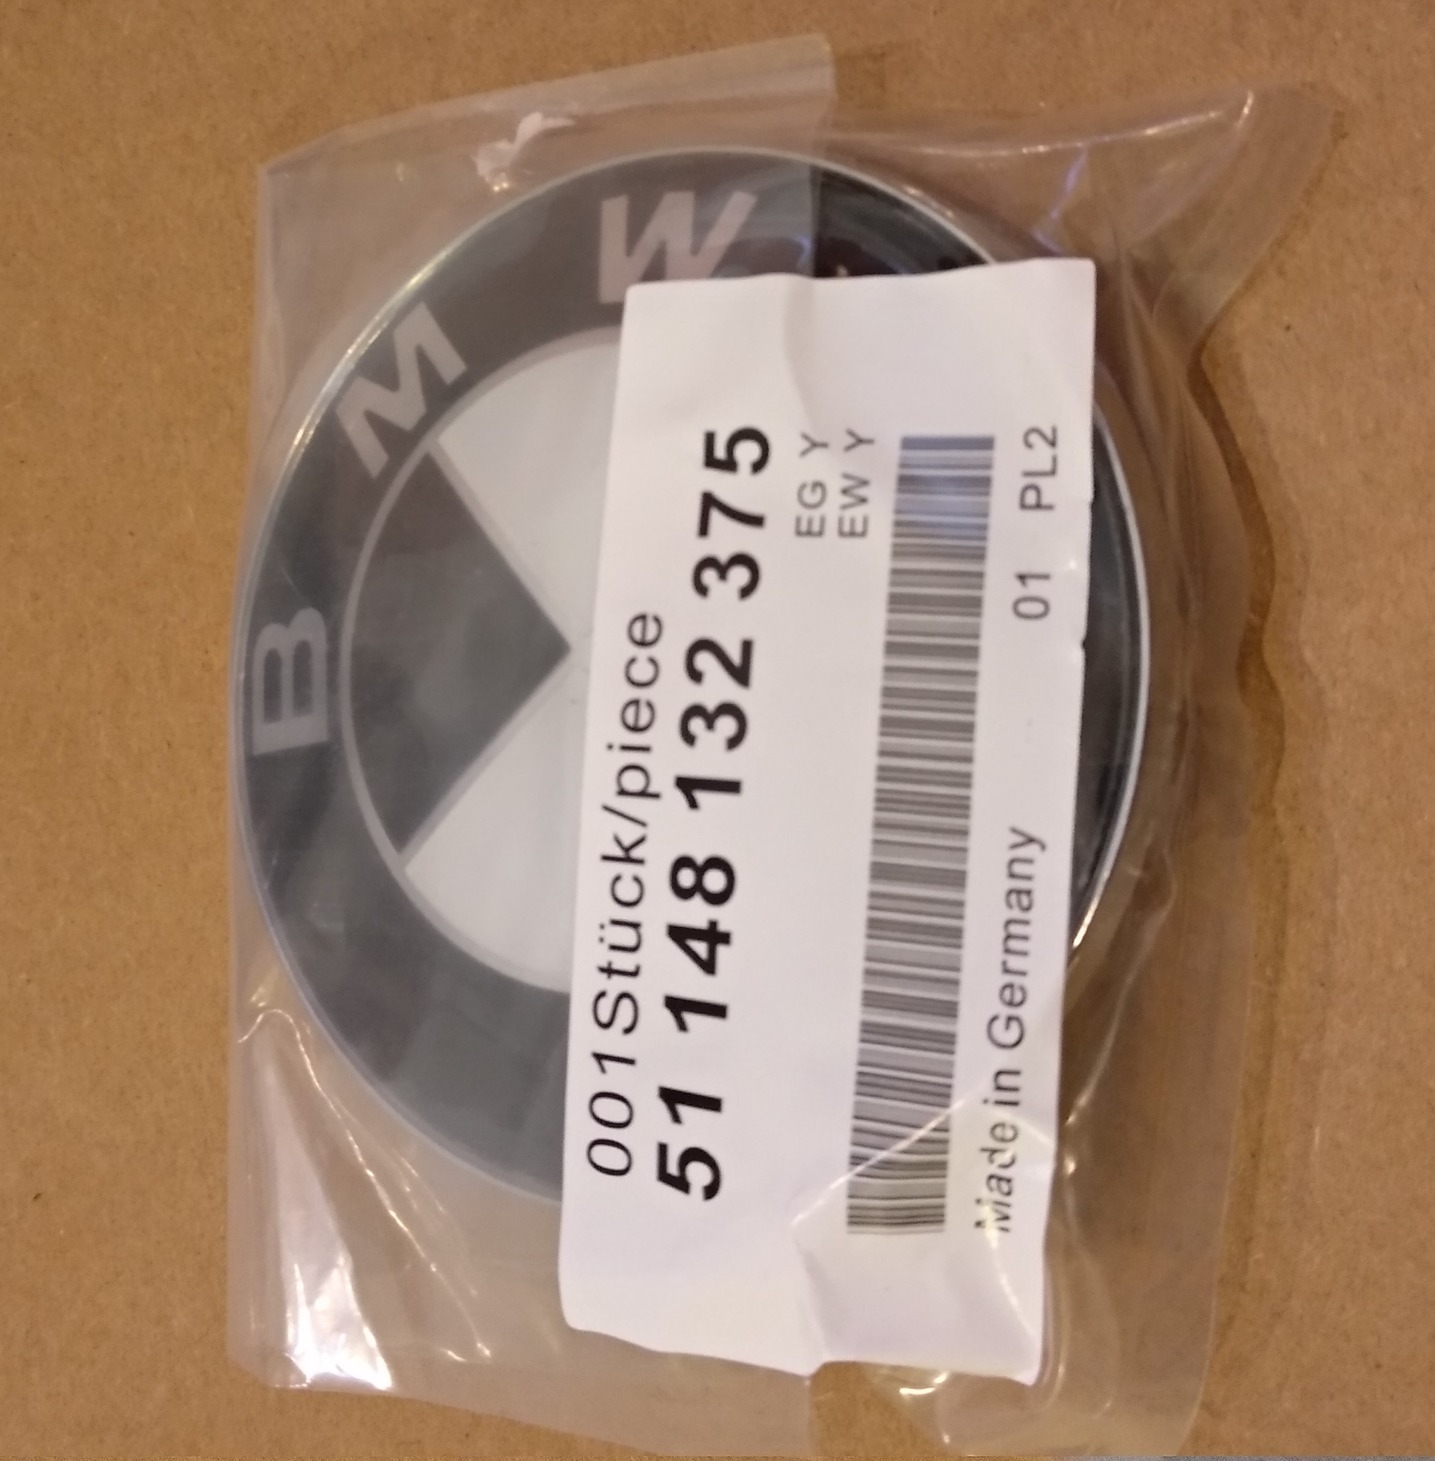 BMW
001Stück/piece
51 148 132 375
EG Y
EW Y
Made in Germany 01 PL2